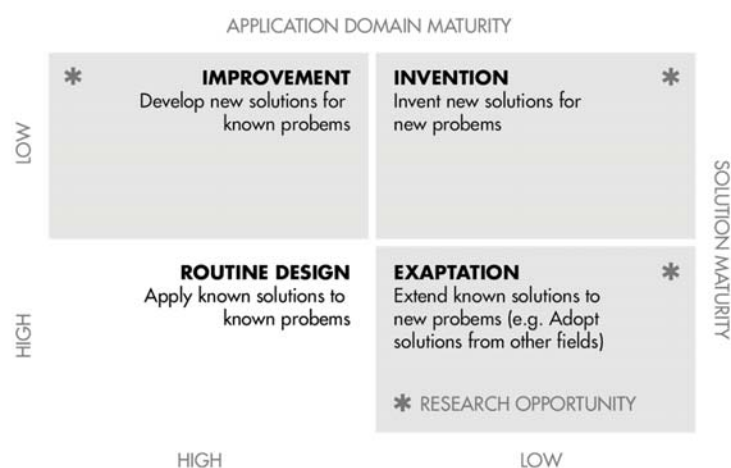 APPLICATION DOMAIN MATURITY
* IMPROVEMENT
Develop new solutions for
known probems
INVENTION *
Invent new solutions for
new probems
LOW
SOLUTION MATURITY
ROUTINE DESIGN
Apply known solutions to
known probems
EXAPTATION *
Extend known solutions to
new probems (e.g. Adopt
solutions from other fields)
* RESEARCH OPPORTUNITY
HIGH
HIGH
LOW